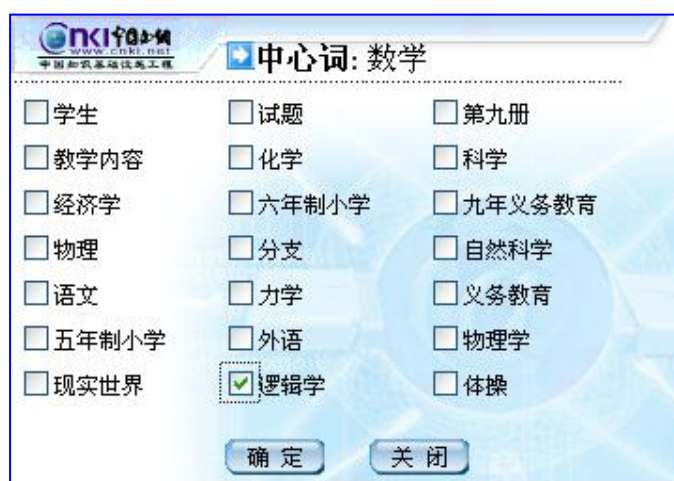 CNKI中国知网
www.cnki.net
中国知识基础设施工程
中心词: 数学
学生 试题 第九册
教学内容 化学 科学
经济学 六年制小学 九年义务教育
物理 分支 自然科学
语文 力学 义务教育
五年制小学 外语 物理学
现实世界 逻辑学 体操
确定 关闭